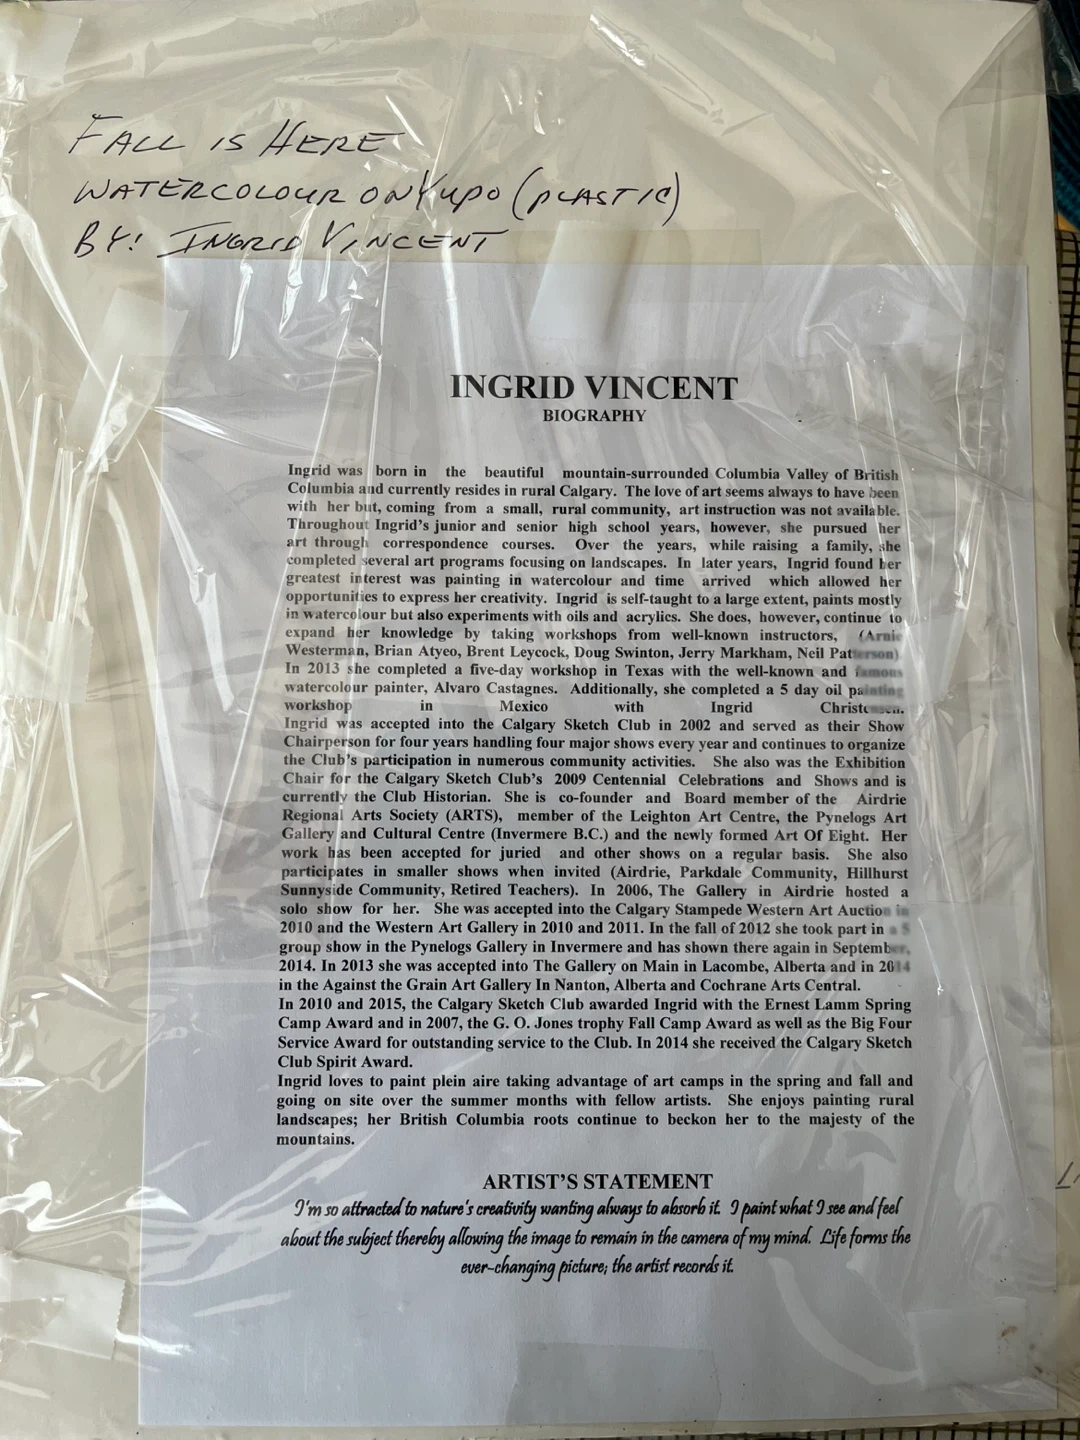 FALL IS HERE
WATERCOLOUR ON Yupo (PLASTIC)
BY: INGRID VINCENT
INGRID VINCENT
BIOGRAPHY
Ingrid was born in the beautiful mountain-surrounded Columbia Valley of British
Columbia and currently resides in rural Calgary. The love of art seems always to have been
with her but, coming from a small, rural community, art instruction was not available.
Throughout Ingrid's junior and senior high school years, however, she pursued her
art through correspondence courses. Over the years, while raising a family, she
completed several art programs focusing on landscapes. In later years, Ingrid found her
greatest interest was painting in watercolour and time arrived which allowed her
opportunities to express her creativity. Ingrid is self-taught to a large extent, paints mostly
in watercolour but also experiments with oils and acrylics. She does, however, continue to
expand her knowledge by taking workshops from well-known instructors, (Arnie
Westerman, Brian Atyeo, Brent Leycock, Doug Swinton, Jerry Markham, Neil Patterson)
In 2013 she completed a five-day workshop in Texas with the well-known and famous
watercolour painter, Alvaro Castagnes. Additionally, she completed a 5 day oil painting
workshop in Mexico with Ingrid Christensen.
Ingrid was accepted into the Calgary Sketch Club in 2002 and served as their Show
Chairperson for four years handling four major shows every year and continues to organize
the Club's participation in numerous community activities. She also was the Exhibition
Chair for the Calgary Sketch Club's 2009 Centennial Celebrations and Shows and is
currently the Club Historian. She is co-founder and Board member of the Airdrie
Regional Arts Society (ARTS), member of the Leighton Art Centre, the Pynelogs Art
Gallery and Cultural Centre (Invermere B.C.) and the newly formed Art Of Eight. Her
work has been accepted for juried and other shows on a regular basis. She also
participates in smaller shows when invited (Airdrie, Parkdale Community, Hillhurst
Sunnyside Community, Retired Teachers). In 2006, The Gallery in Airdrie hosted a
solo show for her. She was accepted into the Calgary Stampede Western Art Auction in
2010 and the Western Art Gallery in 2010 and 2011. In the fall of 2012 she took part in a 5
group show in the Pynelogs Gallery in Invermere and has shown there again in September,
2014. In 2013 she was accepted into The Gallery on Main in Lacombe, Alberta and in 2014
in the Against the Grain Art Gallery In Nanton, Alberta and Cochrane Arts Central.
In 2010 and 2015, the Calgary Sketch Club awarded Ingrid with the Ernest Lamm Spring
Camp Award and in 2007, the G. O. Jones trophy Fall Camp Award as well as the Big Four
Service Award for outstanding service to the Club. In 2014 she received the Calgary Sketch
Club Spirit Award.
Ingrid loves to paint plein aire taking advantage of art camps in the spring and fall and
going on site over the summer months with fellow artists. She enjoys painting rural
landscapes; her British Columbia roots continue to beckon her to the majesty of the
mountains.
ARTIST'S STATEMENT
I'm so attracted to nature's creativity wanting always to absorb it. I paint what I see and feel
about the subject thereby allowing the image to remain in the camera of my mind. Life forms the
ever-changing picture; the artist records it.